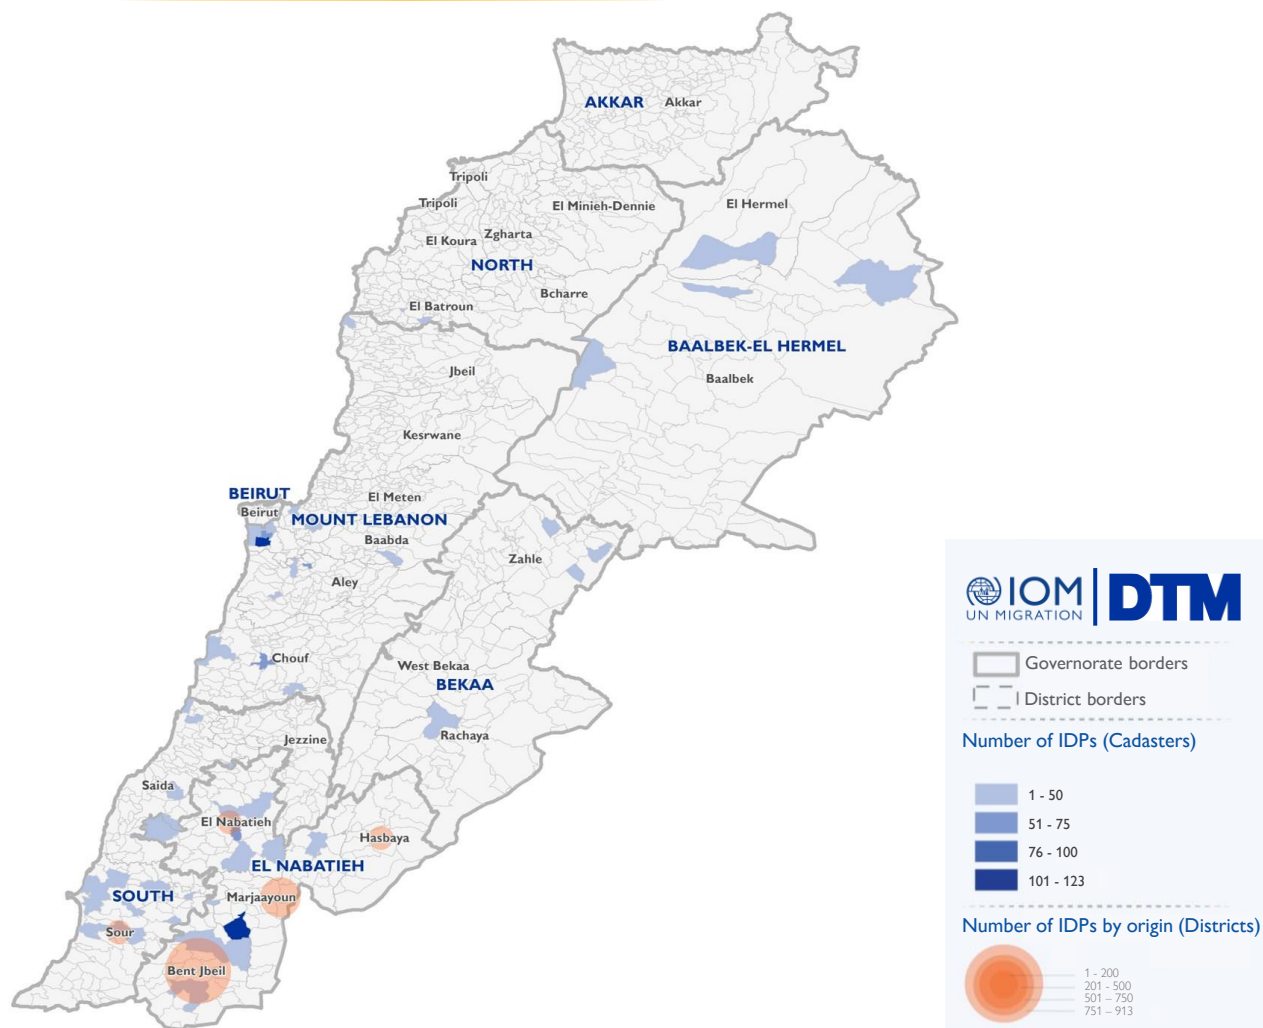 AKKAR
Akkar
Tripoli
Tripoli
El Minieh-Dennie
El Hermel
El Koura
Zgharta
NORTH
Bcharre
El Batroun
BAALBEK-EL HERMEL
Baalbek
Jbeil
Kesrwane
BEIRUT
Beirut
El Meten
MOUNT LEBANON
Baabda
Zahle
Aley
Chouf
West Bekaa
BEKAA
Rachaya
Jezzine
Saida
El Nabatieh
Hasbaya
EL NABATIEH
SOUTH
Marjaayoun
Sour
Bent Jbeil
IOM
UN MIGRATION
DTM
Governorate borders
District borders
Number of IDPs (Cadasters)
1 - 50
51 - 75
76 - 100
101 - 123
Number of IDPs by origin (Districts)
1 - 200
201 - 500
501 – 750
751 – 913